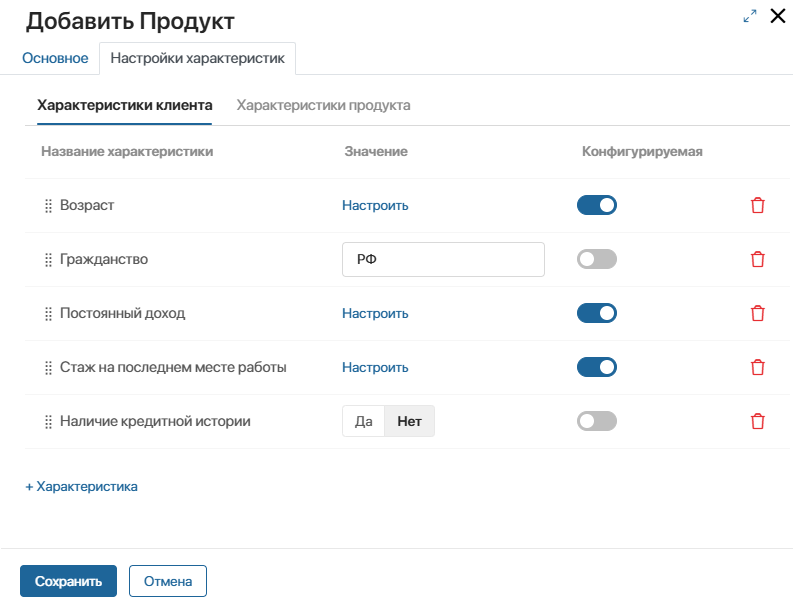 Добавить Продукт
Основное Настройки характеристик
Характеристики клиента Характеристики продукта
Название характеристики Значение Конфигурируемая
Возраст Настроить
Гражданство РФ
Постоянный доход Настроить
Стаж на последнем месте работы Настроить
Наличие кредитной истории Да Нет
+ Характеристика
Сохранить Отмена